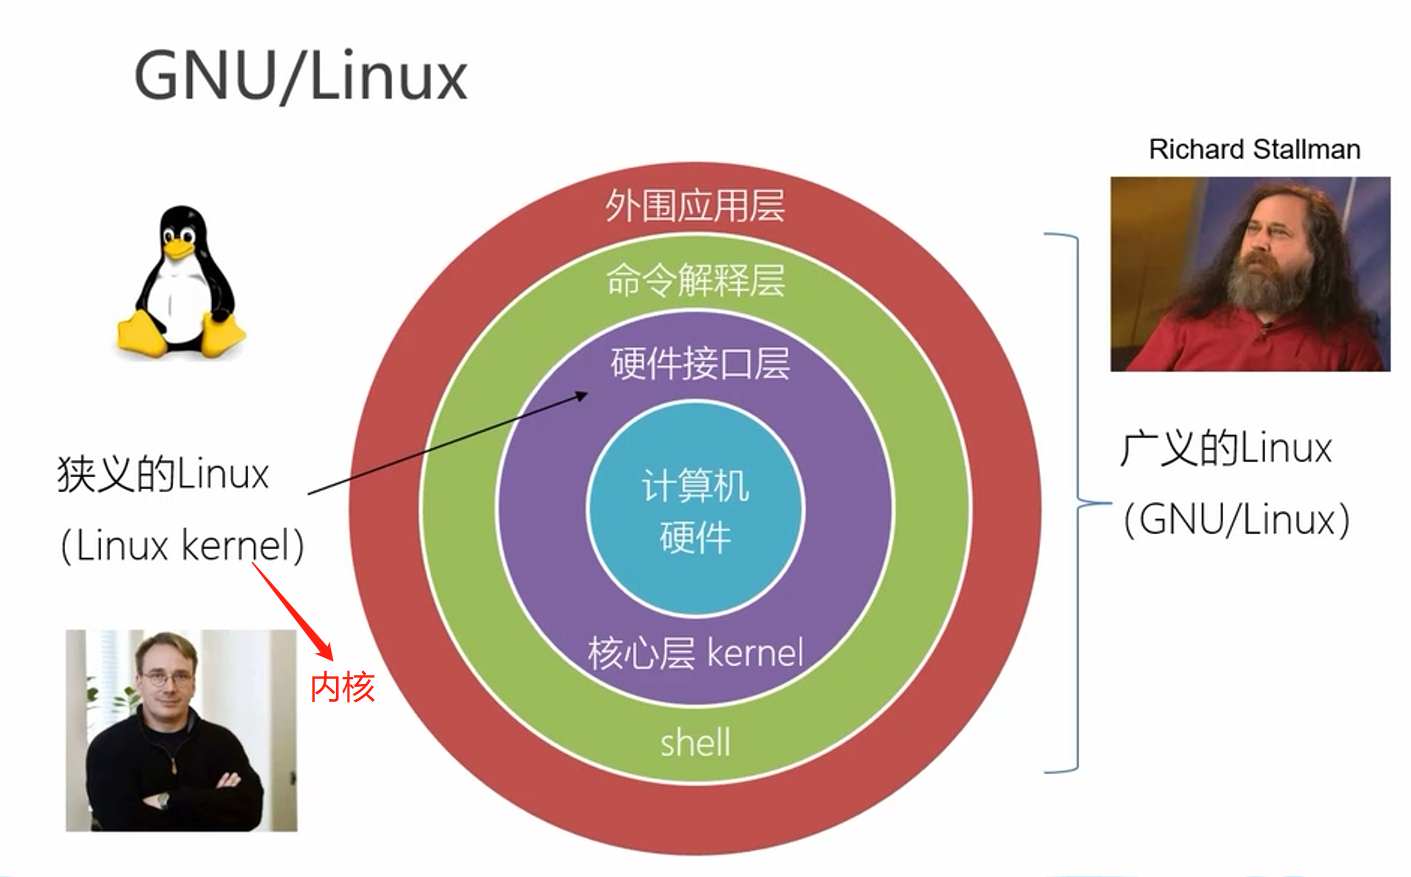 GNU/Linux
Richard Stallman
外围应用层
命令解释层
硬件接口层
计算机
硬件
核心层 kernel
shell
狭义的Linux
(Linux kernel)
内核
广义的Linux
(GNU/Linux)